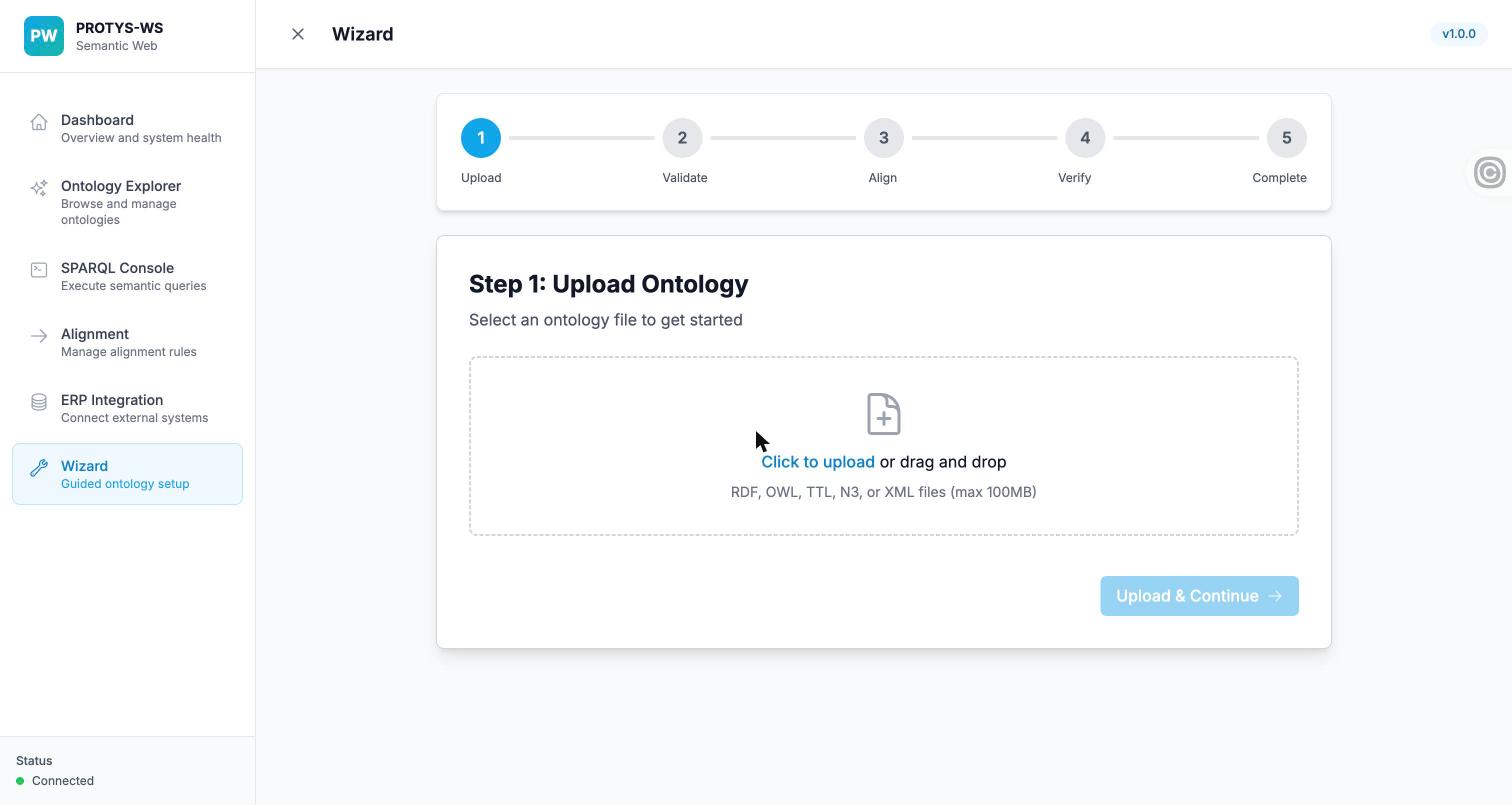 PW
PROTYS-WS
Semantic Web
Dashboard
Overview and system health
Ontology Explorer
Browse and manage
ontologies
SPARQL Console
Execute semantic queries
Alignment
Manage alignment rules
ERP Integration
Connect external systems
Wizard
Guided ontology setup
Status
Connected
Wizard
v1.0.0
1
2
3
4
5
Upload
Validate
Align
Verify
Complete
Step 1: Upload Ontology
Select an ontology file to get started
Click to upload or drag and drop
RDF, OWL, TTL, N3, or XML files (max 100MB)
Upload & Continue →